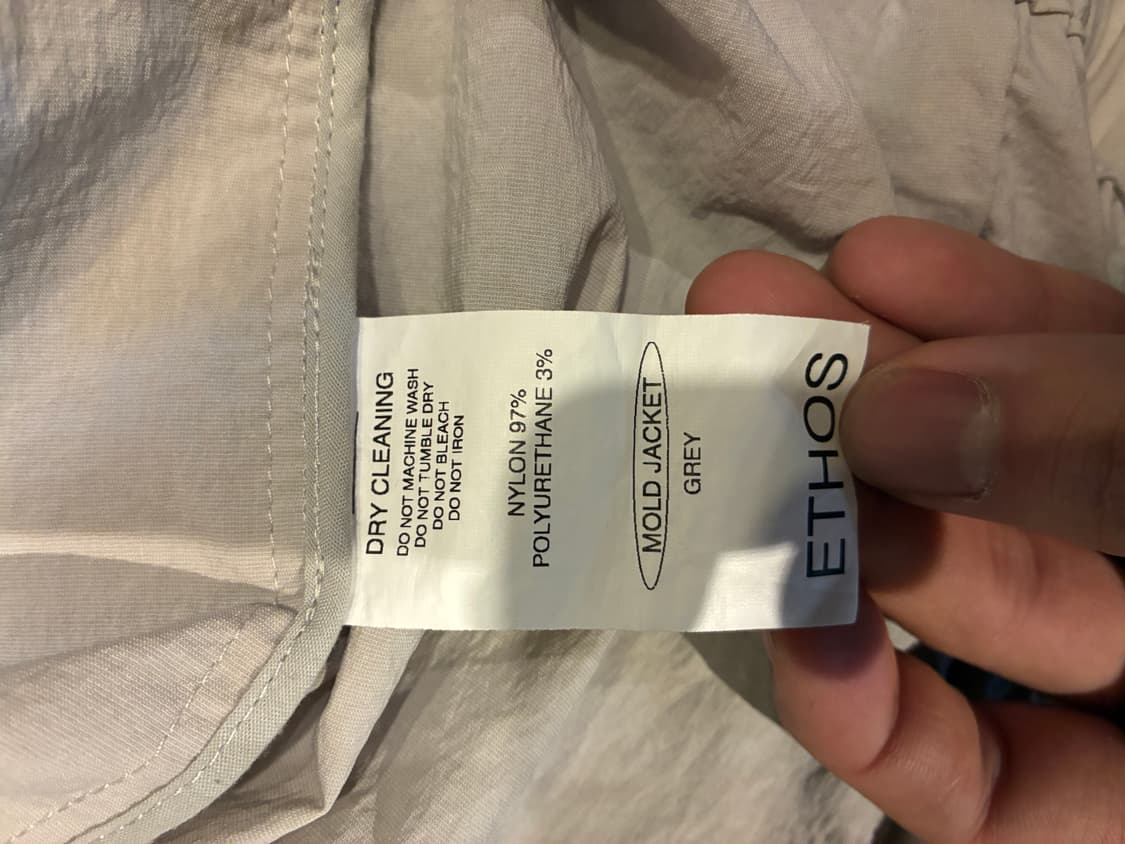 DRY CLEANING
DO NOT MACHINE WASH
DO NOT TUMBLE DRY
DO NOT BLEACH
DO NOT IRON
NYLON 97%
POLYURETHANE 3%
MOLD JACKET
GREY
ETHOS